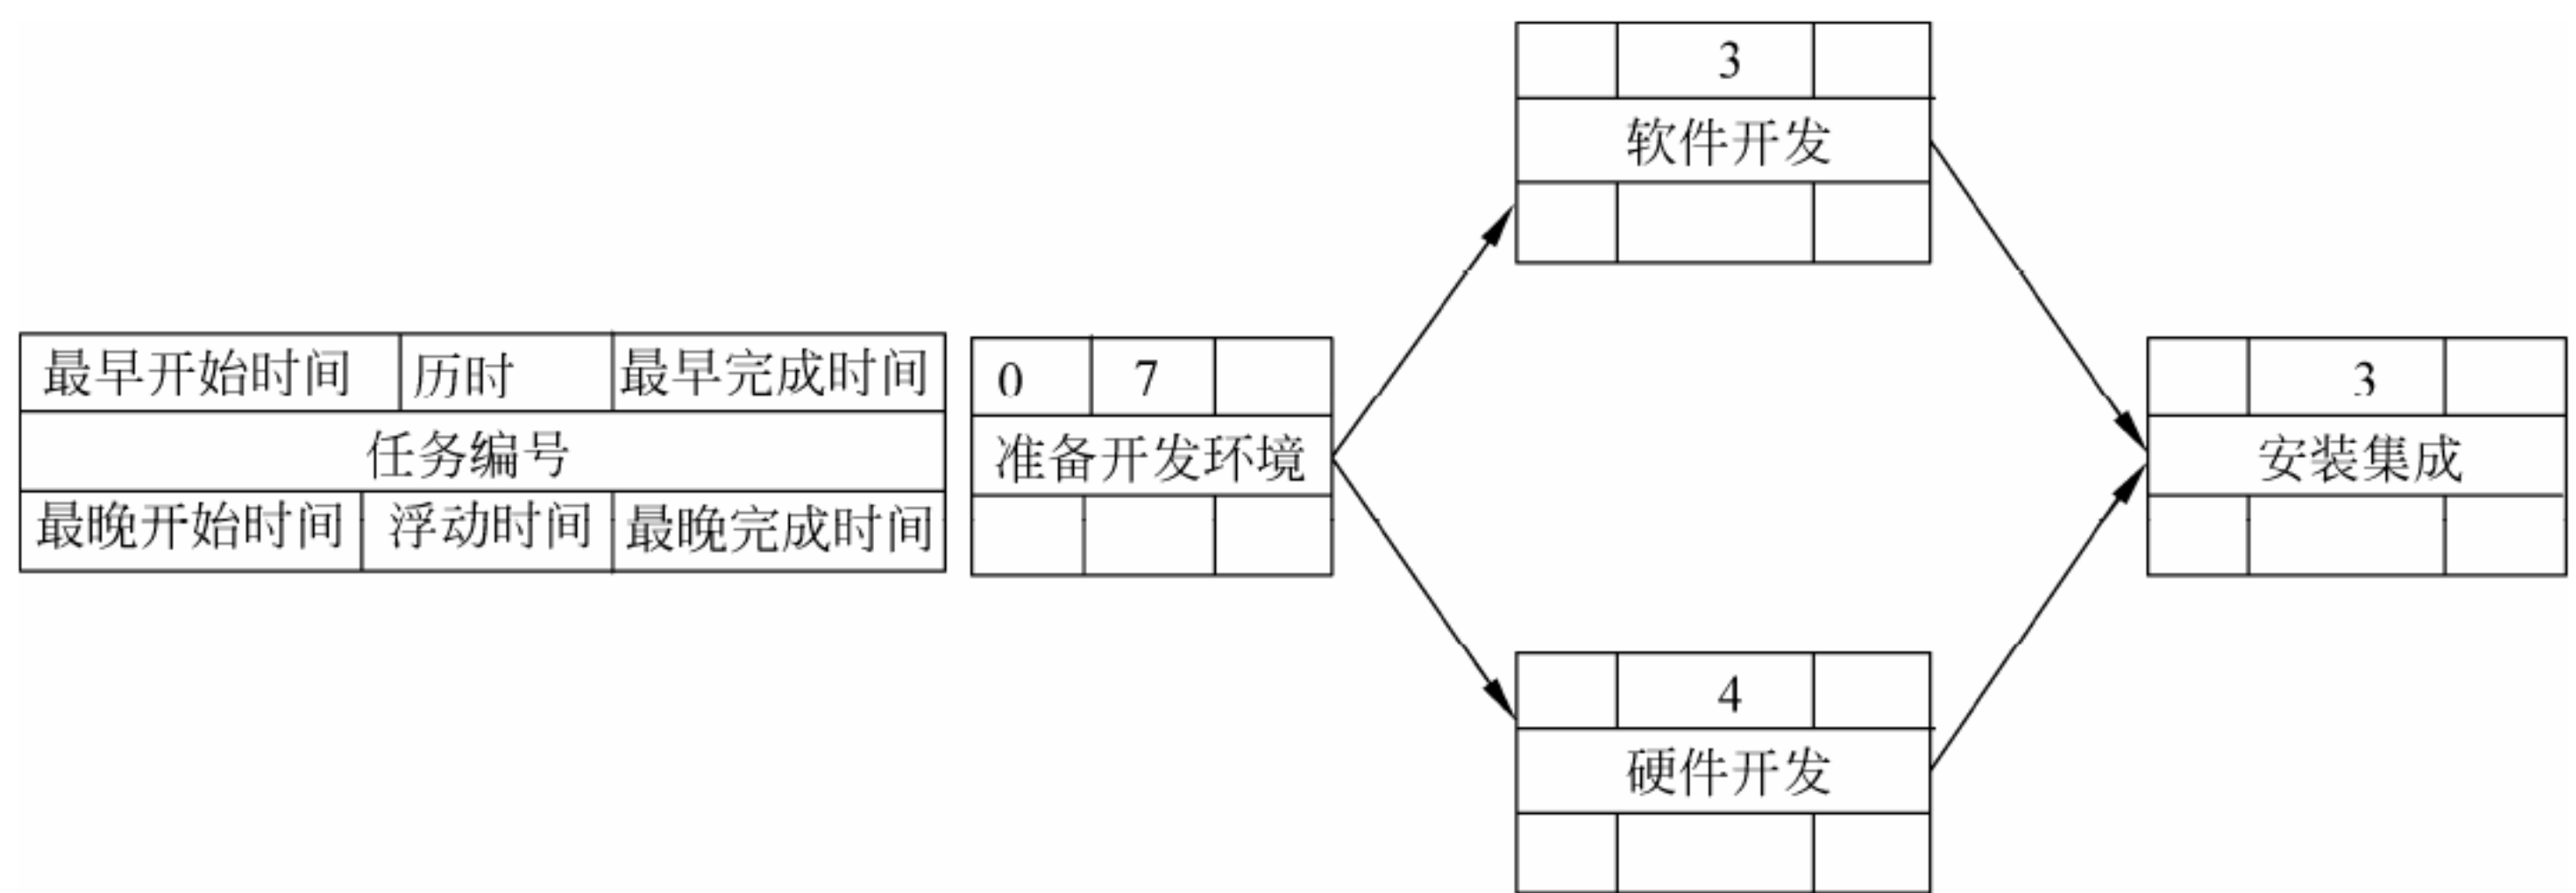 3
软件开发
最早开始时间 历时 最早完成时间
任务编号
最晚开始时间 浮动时间 最晚完成时间
0 7
准备开发环境
3
安装集成
4
硬件开发